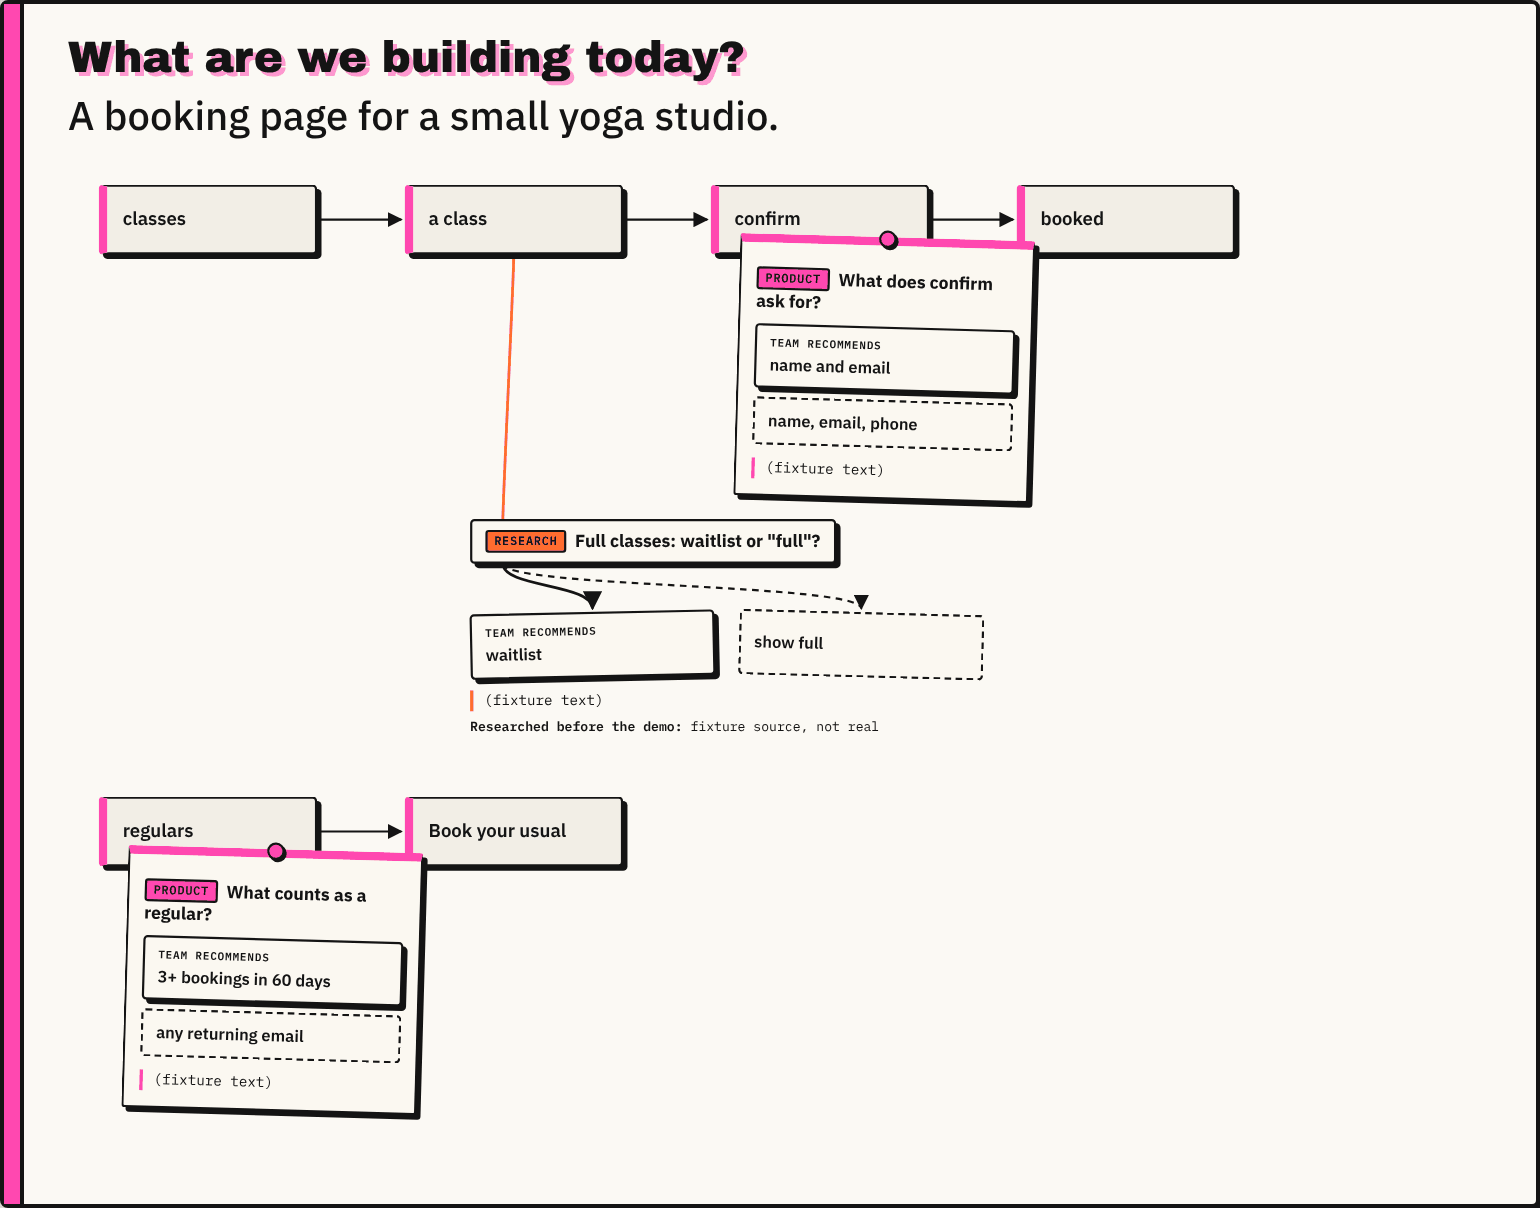 What are we building today?
A booking page for a small yoga studio.
classes
a class
confirm
booked
PRODUCT What does confirm
ask for?
TEAM RECOMMENDS
name and email
name, email, phone
(fixture text)
RESEARCH Full classes: waitlist or "full"?
TEAM RECOMMENDS
waitlist
show full
(fixture text)
Researched before the demo: fixture source, not real
regulars
Book your usual
PRODUCT What counts as a
regular?
TEAM RECOMMENDS
3+ bookings in 60 days
any returning email
(fixture text)